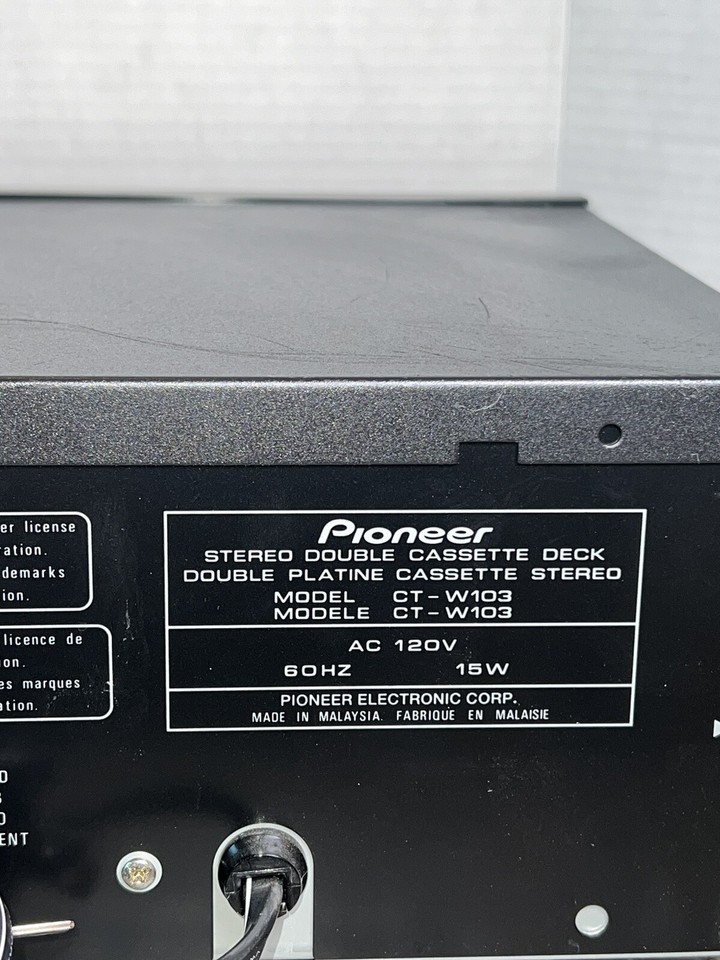 er license
ration.
demarks
ion.
licence de
on.
es marques
ation.
Pioneer
STEREO DOUBLE CASSETTE DECK
DOUBLE PLATINE CASSETTE STEREO
MODEL CT-W103
MODELE CT-W103
AC 120V
60HZ 15W
PIONEER ELECTRONIC CORP.
MADE IN MALAYSIA. FABRIQUÉ EN MALAISIE
ENT